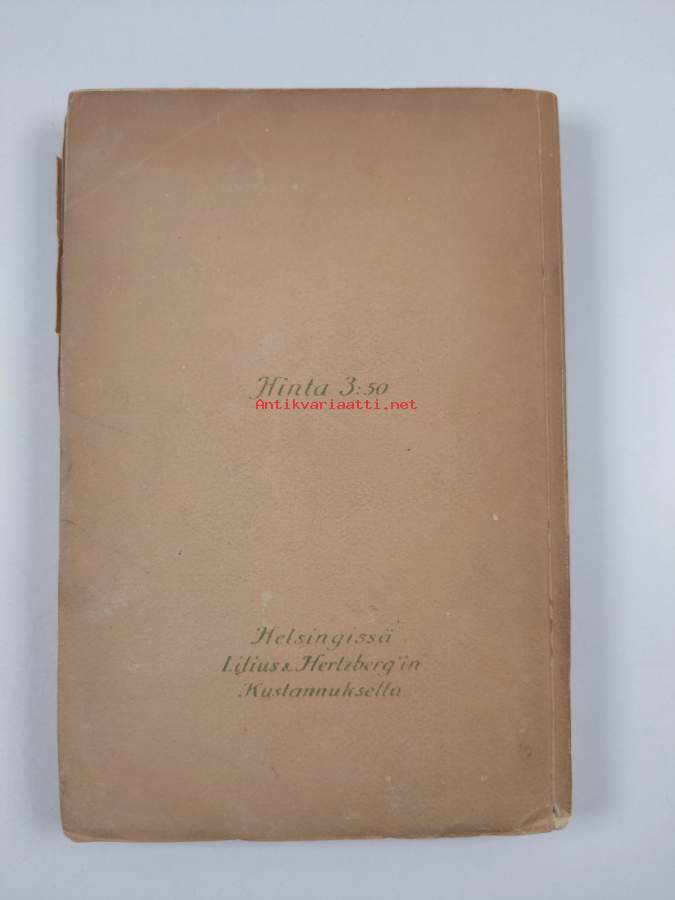 Hinta 3:50
Antikvariaatti.net
Helsingissä
Lilius & Hertzberg'in
Kustannuksella